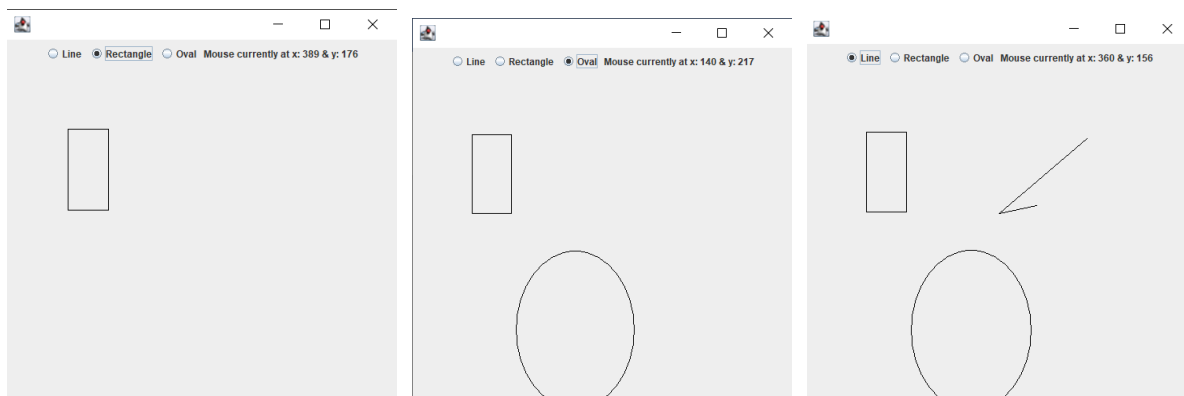 Line Rectangle Oval Mouse currently at x: 389 & y: 176
Line Rectangle Oval Mouse currently at x: 140 & y: 217
Line Rectangle Oval Mouse currently at x: 360 & y: 156